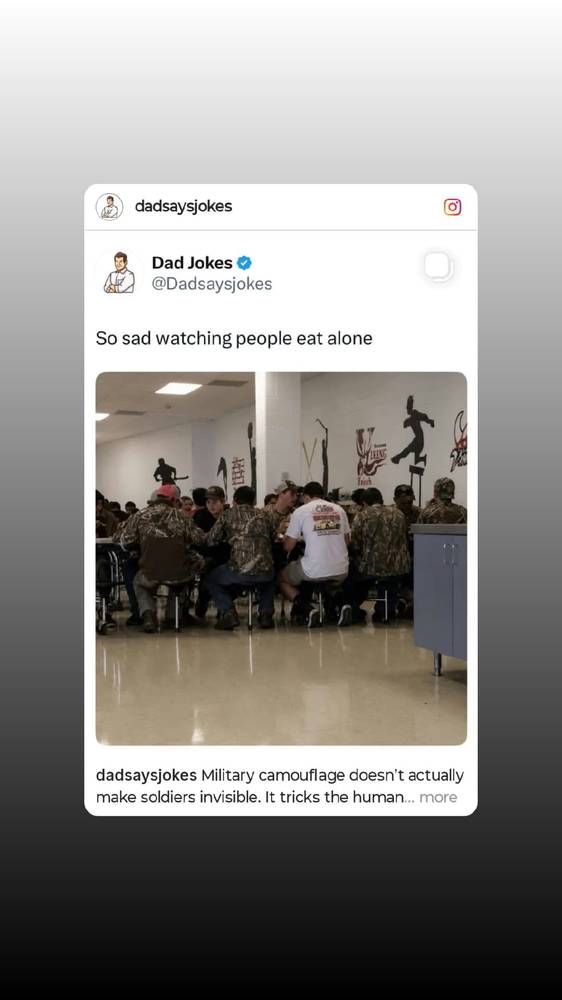 dadsaysjokes
Dad Jokes
@Dadsaysjokes
So sad watching people eat alone
dadsaysjokes Military camouflage doesn't actually
make soldiers invisible. It tricks the human... more